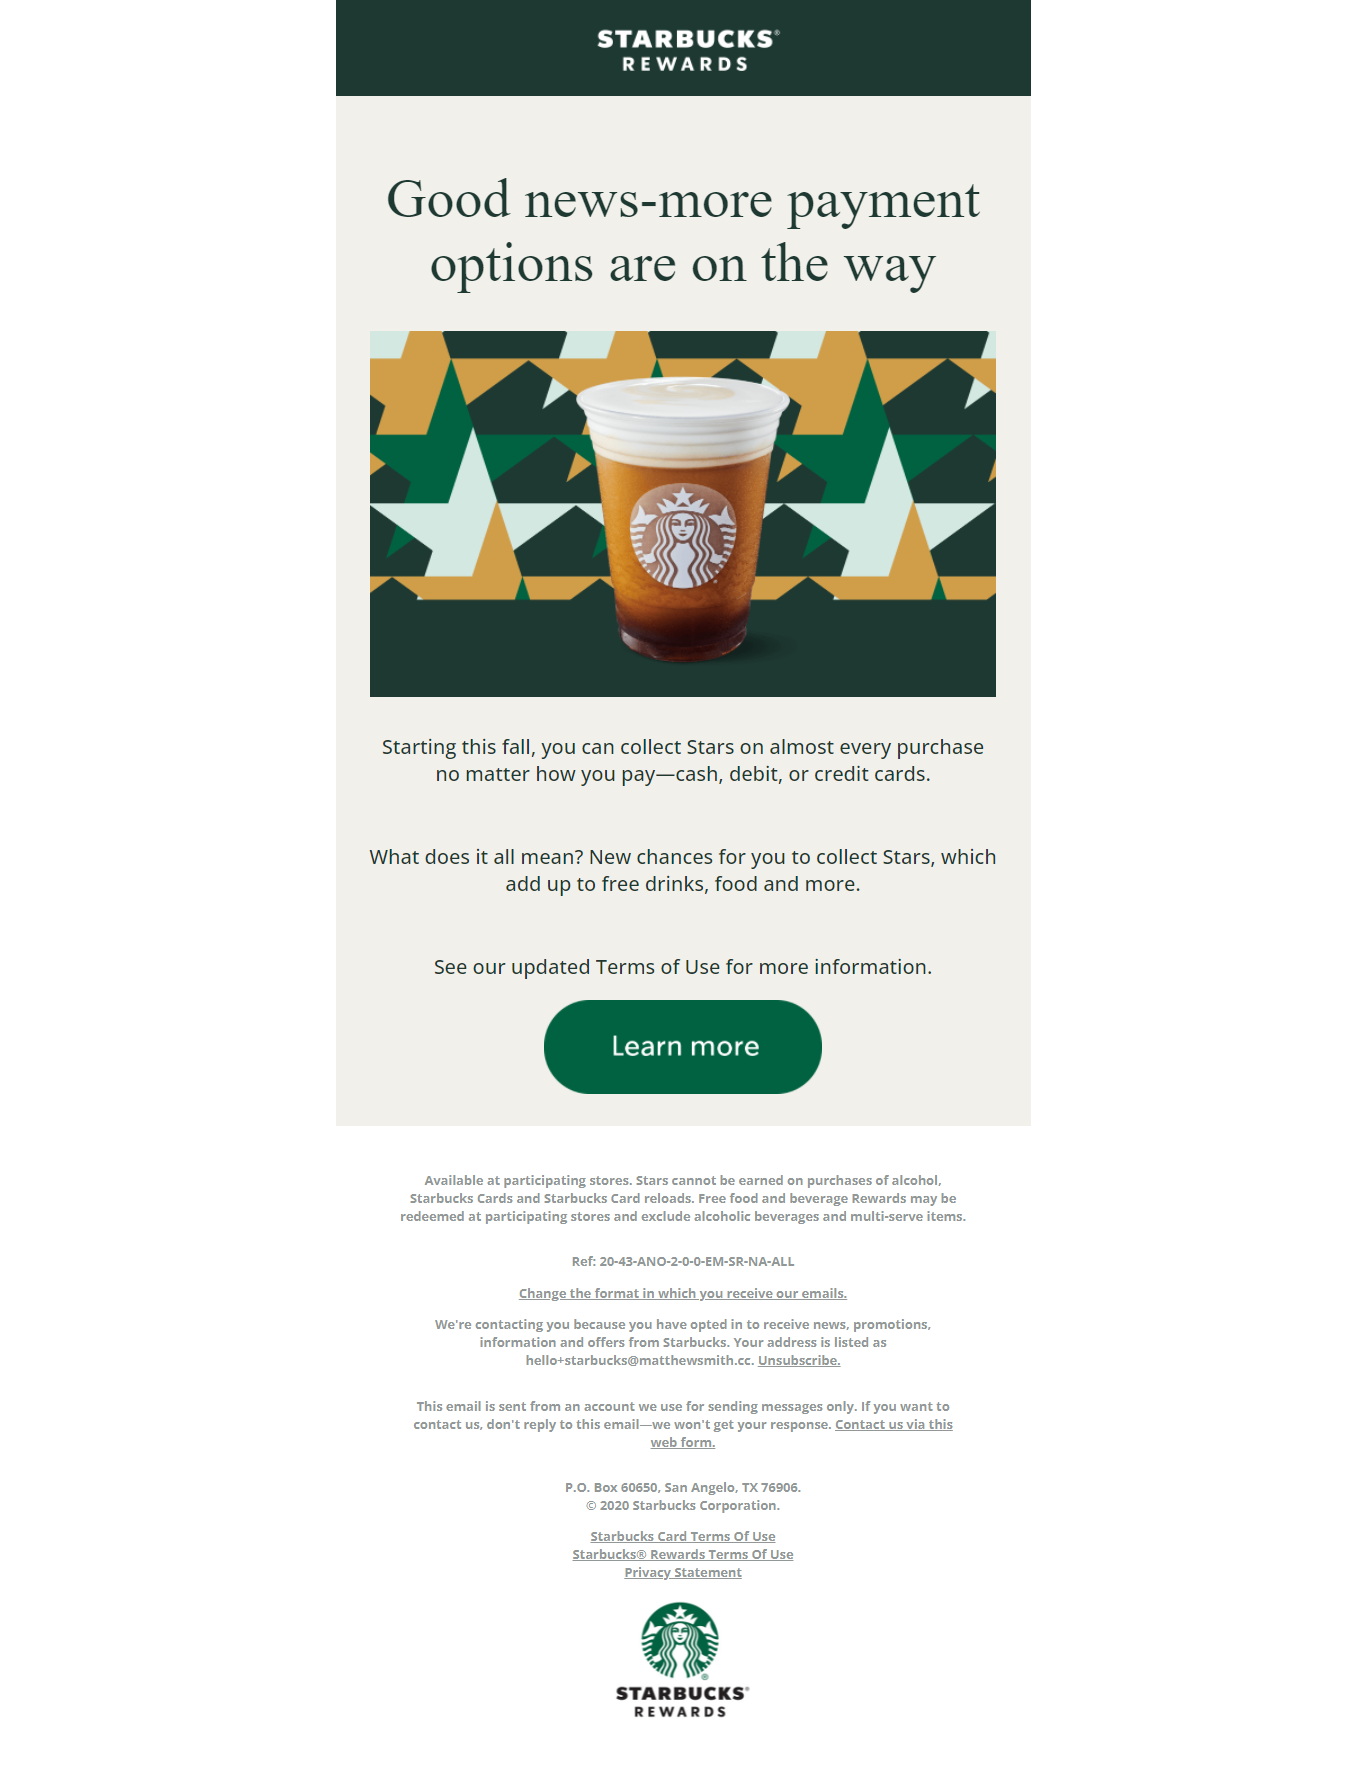 STARBUCKS®
REWARDS
Good news-more payment
options are on the way
Starting this fall, you can collect Stars on almost every purchase
no matter how you pay—cash, debit, or credit cards.
What does it all mean? New chances for you to collect Stars, which
add up to free drinks, food and more.
See our updated Terms of Use for more information.
Learn more
Available at participating stores. Stars cannot be earned on purchases of alcohol,
Starbucks Cards and Starbucks Card reloads. Free food and beverage Rewards may be
redeemed at participating stores and exclude alcoholic beverages and multi-serve items.
Ref: 20-43-ANO-2-0-0-EM-SR-NA-ALL
Change the format in which you receive our emails.
We're contacting you because you have opted in to receive news, promotions,
information and offers from Starbucks. Your address is listed as
hello+starbucks@matthewsmith.cc. Unsubscribe.
This email is sent from an account we use for sending messages only. If you want to
contact us, don't reply to this email—we won't get your response. Contact us via this
web form.
P.O. Box 60650, San Angelo, TX 76906.
© 2020 Starbucks Corporation.
Starbucks Card Terms Of Use
Starbucks® Rewards Terms Of Use
Privacy Statement
®
STARBUCKS®
REWARDS